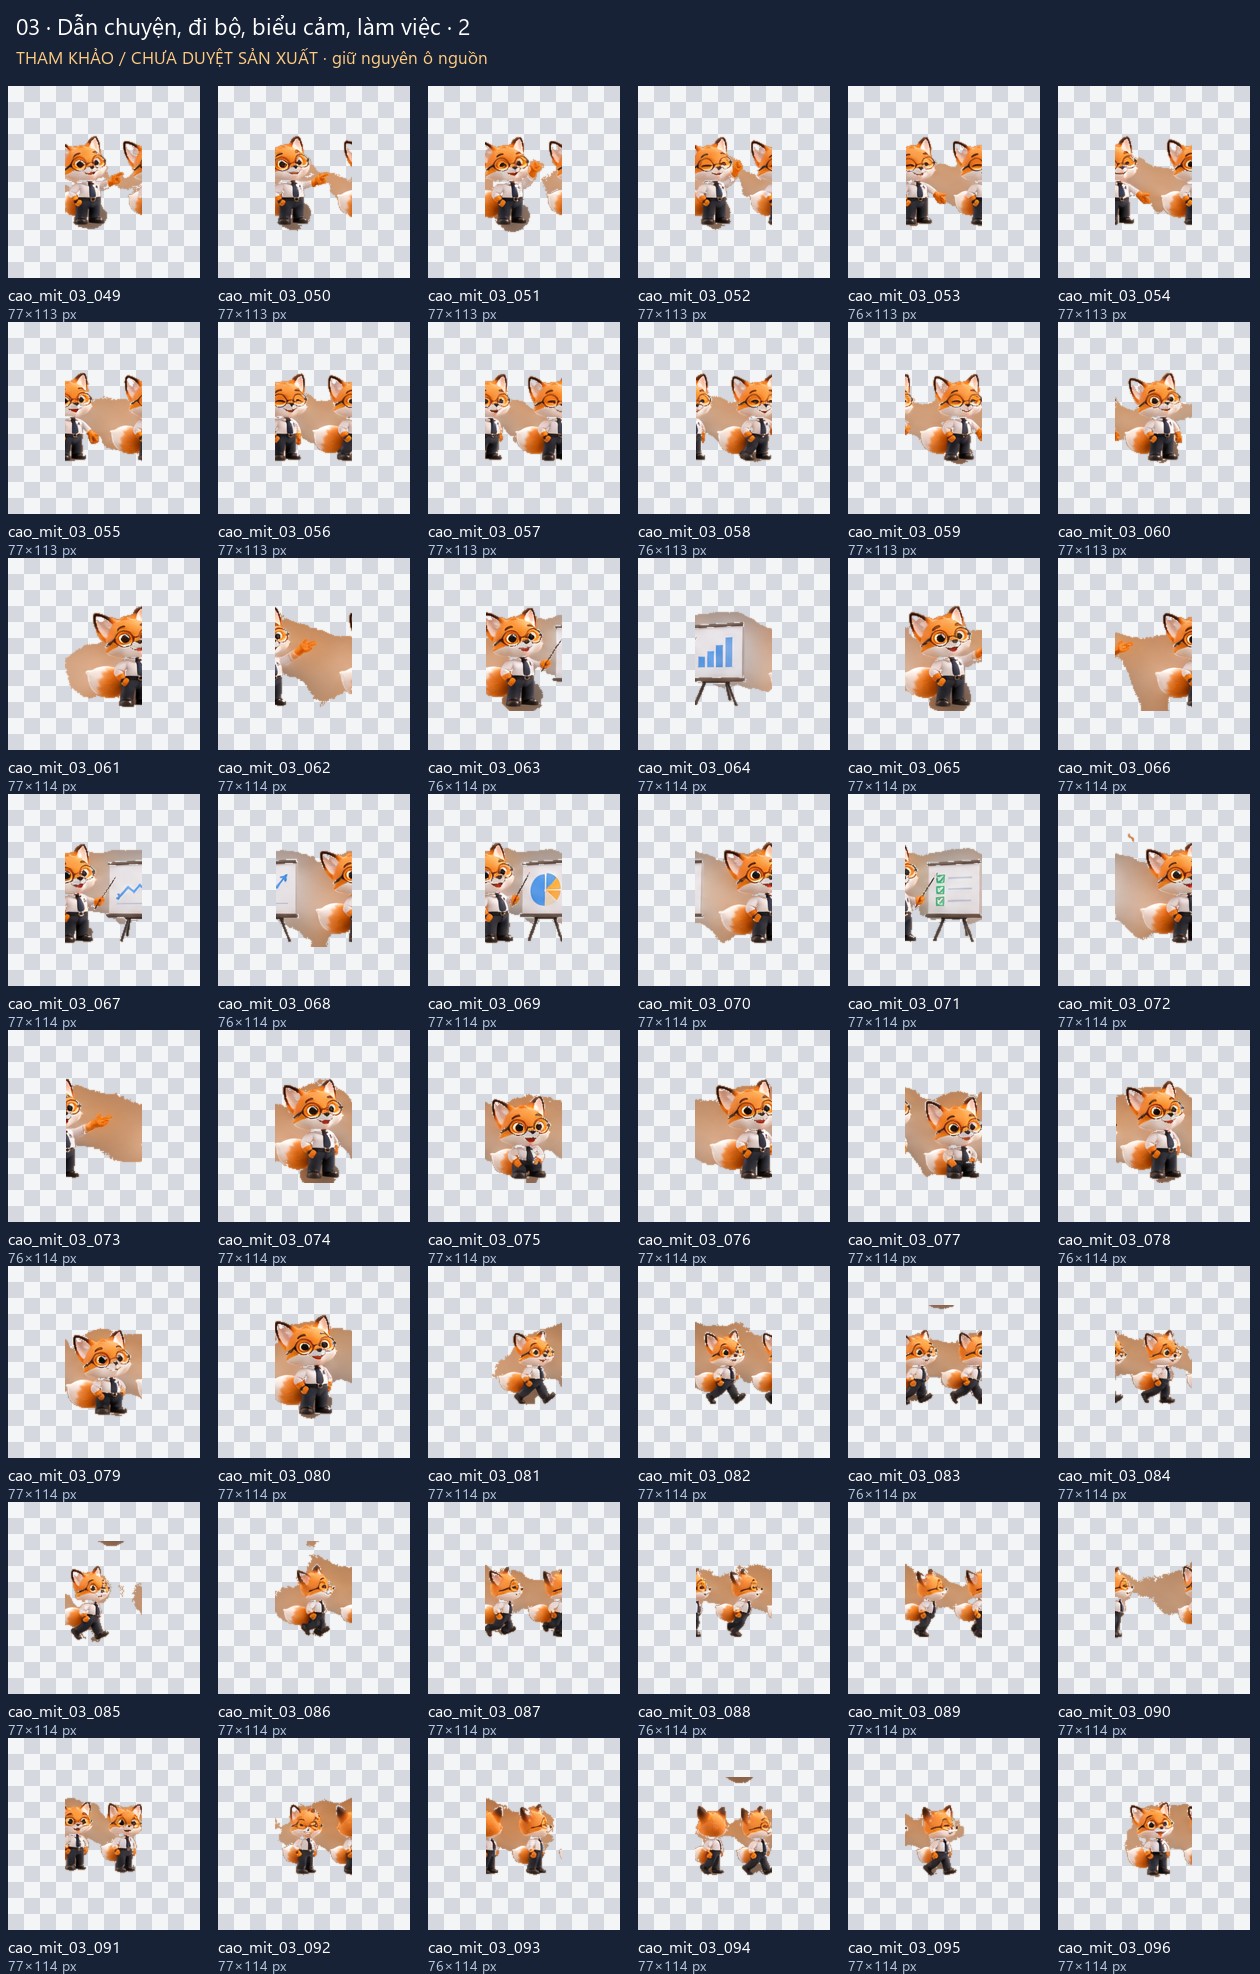 03 · Dẫn chuyện, đi bộ, biểu cảm, làm việc · 2
THAM KHẢO / CHƯA DUYỆT SẢN XUẤT · giữ nguyên ô nguồn
cao_mit_03_049 cao_mit_03_050 cao_mit_03_051 cao_mit_03_052 cao_mit_03_053 cao_mit_03_054
77×113 px 77×113 px 77×113 px 77×113 px 76×113 px 77×113 px
cao_mit_03_055 cao_mit_03_056 cao_mit_03_057 cao_mit_03_058 cao_mit_03_059 cao_mit_03_060
77×113 px 77×113 px 77×113 px 76×113 px 77×113 px 77×113 px
cao_mit_03_061 cao_mit_03_062 cao_mit_03_063 cao_mit_03_064 cao_mit_03_065 cao_mit_03_066
77×114 px 77×114 px 76×114 px 77×114 px 77×114 px 77×114 px
cao_mit_03_067 cao_mit_03_068 cao_mit_03_069 cao_mit_03_070 cao_mit_03_071 cao_mit_03_072
77×114 px 76×114 px 77×114 px 77×114 px 77×114 px 77×114 px
cao_mit_03_073 cao_mit_03_074 cao_mit_03_075 cao_mit_03_076 cao_mit_03_077 cao_mit_03_078
76×114 px 77×114 px 77×114 px 77×114 px 77×114 px 76×114 px
cao_mit_03_079 cao_mit_03_080 cao_mit_03_081 cao_mit_03_082 cao_mit_03_083 cao_mit_03_084
77×114 px 77×114 px 77×114 px 77×114 px 76×114 px 77×114 px
cao_mit_03_085 cao_mit_03_086 cao_mit_03_087 cao_mit_03_088 cao_mit_03_089 cao_mit_03_090
77×114 px 77×114 px 77×114 px 76×114 px 77×114 px 77×114 px
cao_mit_03_091 cao_mit_03_092 cao_mit_03_093 cao_mit_03_094 cao_mit_03_095 cao_mit_03_096
77×114 px 77×114 px 76×114 px 77×114 px 77×114 px 77×114 px